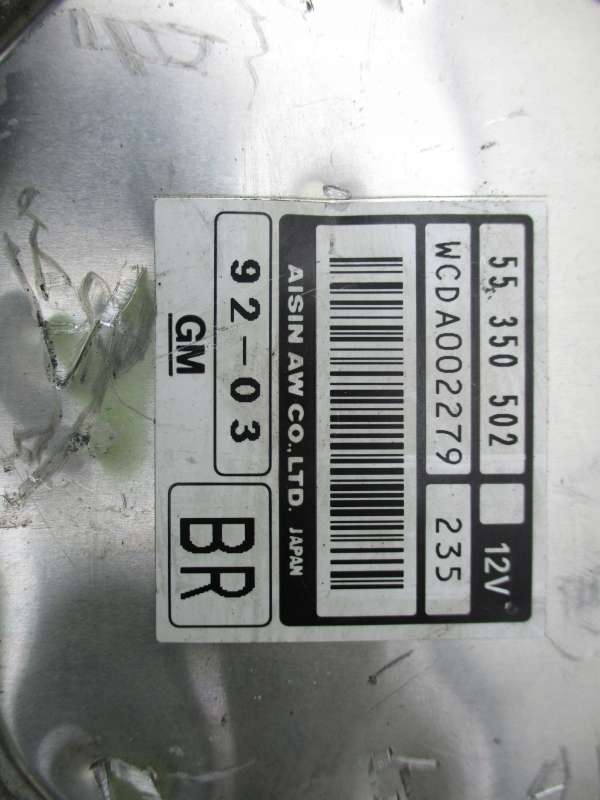 55 350 502
12V
WCDA002279
235
AISIN AW CO.,LTD. JAPAN
92-03
BR
GM